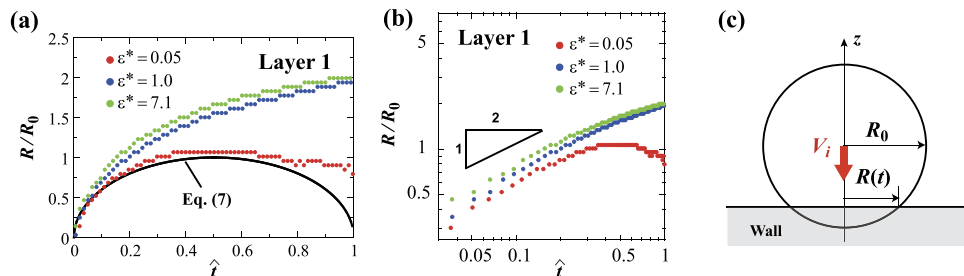 (a)
Layer 1
ε* = 0.05
ε* = 1.0
ε* = 7.1
Eq. (7)
R/R₀
2.5
2
1.5
1
0.5
0
0 0.2 0.4 0.6 0.8 1
t̂
(b)
Layer 1
ε* = 0.05
ε* = 1.0
ε* = 7.1
2
1
R/R₀
5
1
0.5
0.05 0.1 0.5 1
t̂
(c)
z
R₀
Vᵢ
R(t)
Wall